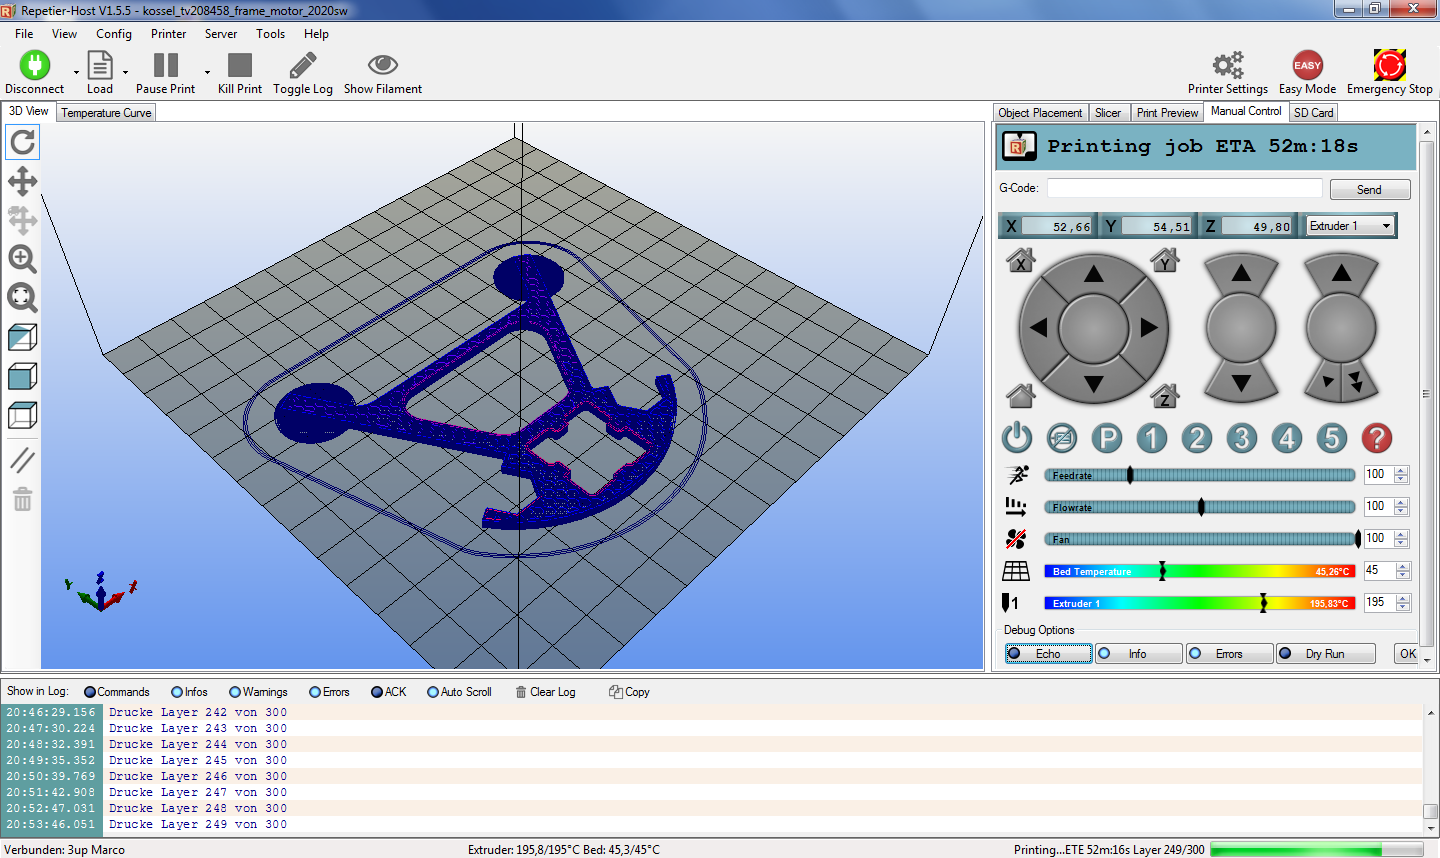 Repetier-Host V1.5.5 - kossel_tv208458_frame_motor_2020sw
File View Config Printer Server Tools Help
Disconnect Load Pause Print Kill Print Toggle Log Show Filament Printer Settings Easy Mode Emergency Stop
EASY
3D View Temperature Curve
Object Placement Slicer Print Preview Manual Control SD Card
Printing job ETA 52m:18s
G-Code: Send
X 52,66 Y 54,51 Z 49,80 Extruder 1
X Y
Z
P 1 2 3 4 5 ?
Feedrate 100
Flowrate 100
Fan 100
Bed Temperature 45,26°C 45
1 Extruder 1 195,83°C 195
Debug Options
Echo Info Errors Dry Run OK
Y Z X
Show in Log: Commands Infos Warnings Errors ACK Auto Scroll Clear Log Copy
20:46:29.156 Drucke Layer 242 von 300
20:47:30.224 Drucke Layer 243 von 300
20:48:32.391 Drucke Layer 244 von 300
20:49:35.352 Drucke Layer 245 von 300
20:50:39.769 Drucke Layer 246 von 300
20:51:42.908 Drucke Layer 247 von 300
20:52:47.031 Drucke Layer 248 von 300
20:53:46.051 Drucke Layer 249 von 300
Verbunden: 3up Marco Extruder: 195,8/195°C Bed: 45,3/45°C Printing...ETE 52m:16s Layer 249/300